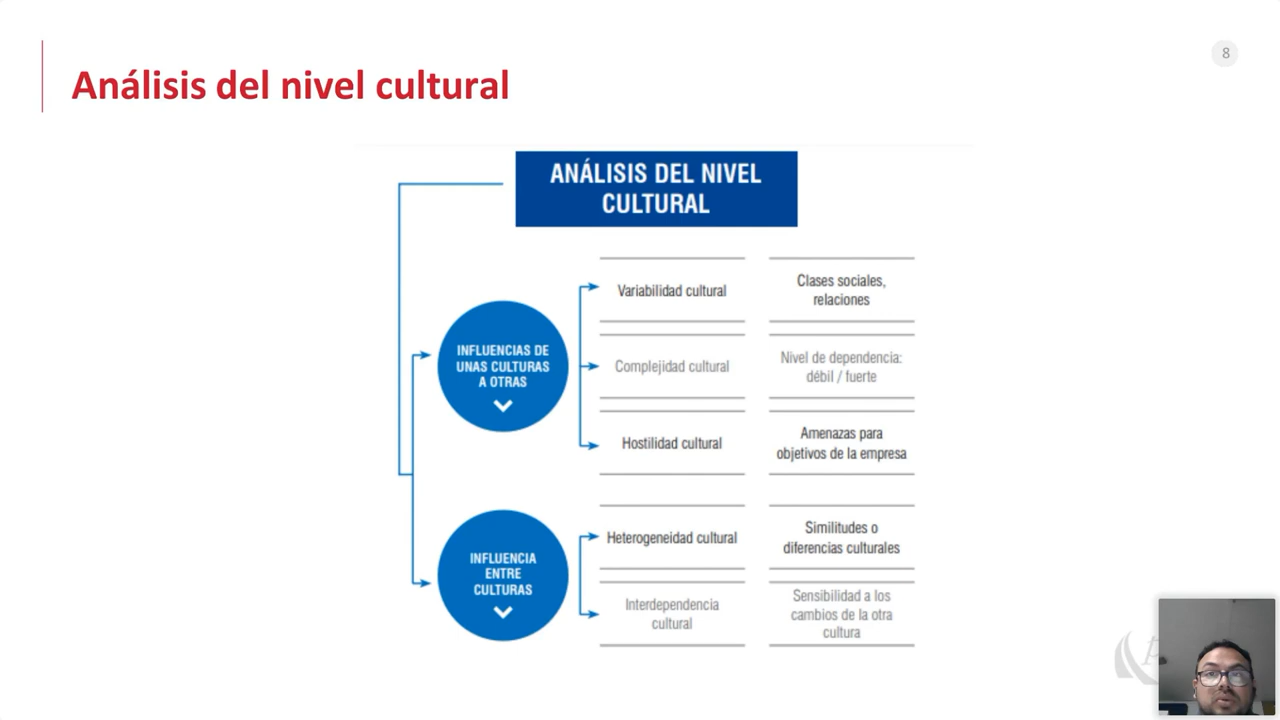 8
Análisis del nivel cultural
ANÁLISIS DEL NIVEL
CULTURAL
INFLUENCIAS DE
UNAS CULTURAS
A OTRAS
Variabilidad cultural
Clases sociales,
relaciones
Complejidad cultural
Nivel de dependencia:
débil / fuerte
Hostilidad cultural
Amenazas para
objetivos de la empresa
INFLUENCIA
ENTRE
CULTURAS
Heterogeneidad cultural
Similitudes o
diferencias culturales
Interdependencia
cultural
Sensibilidad a los
cambios de la otra
cultura